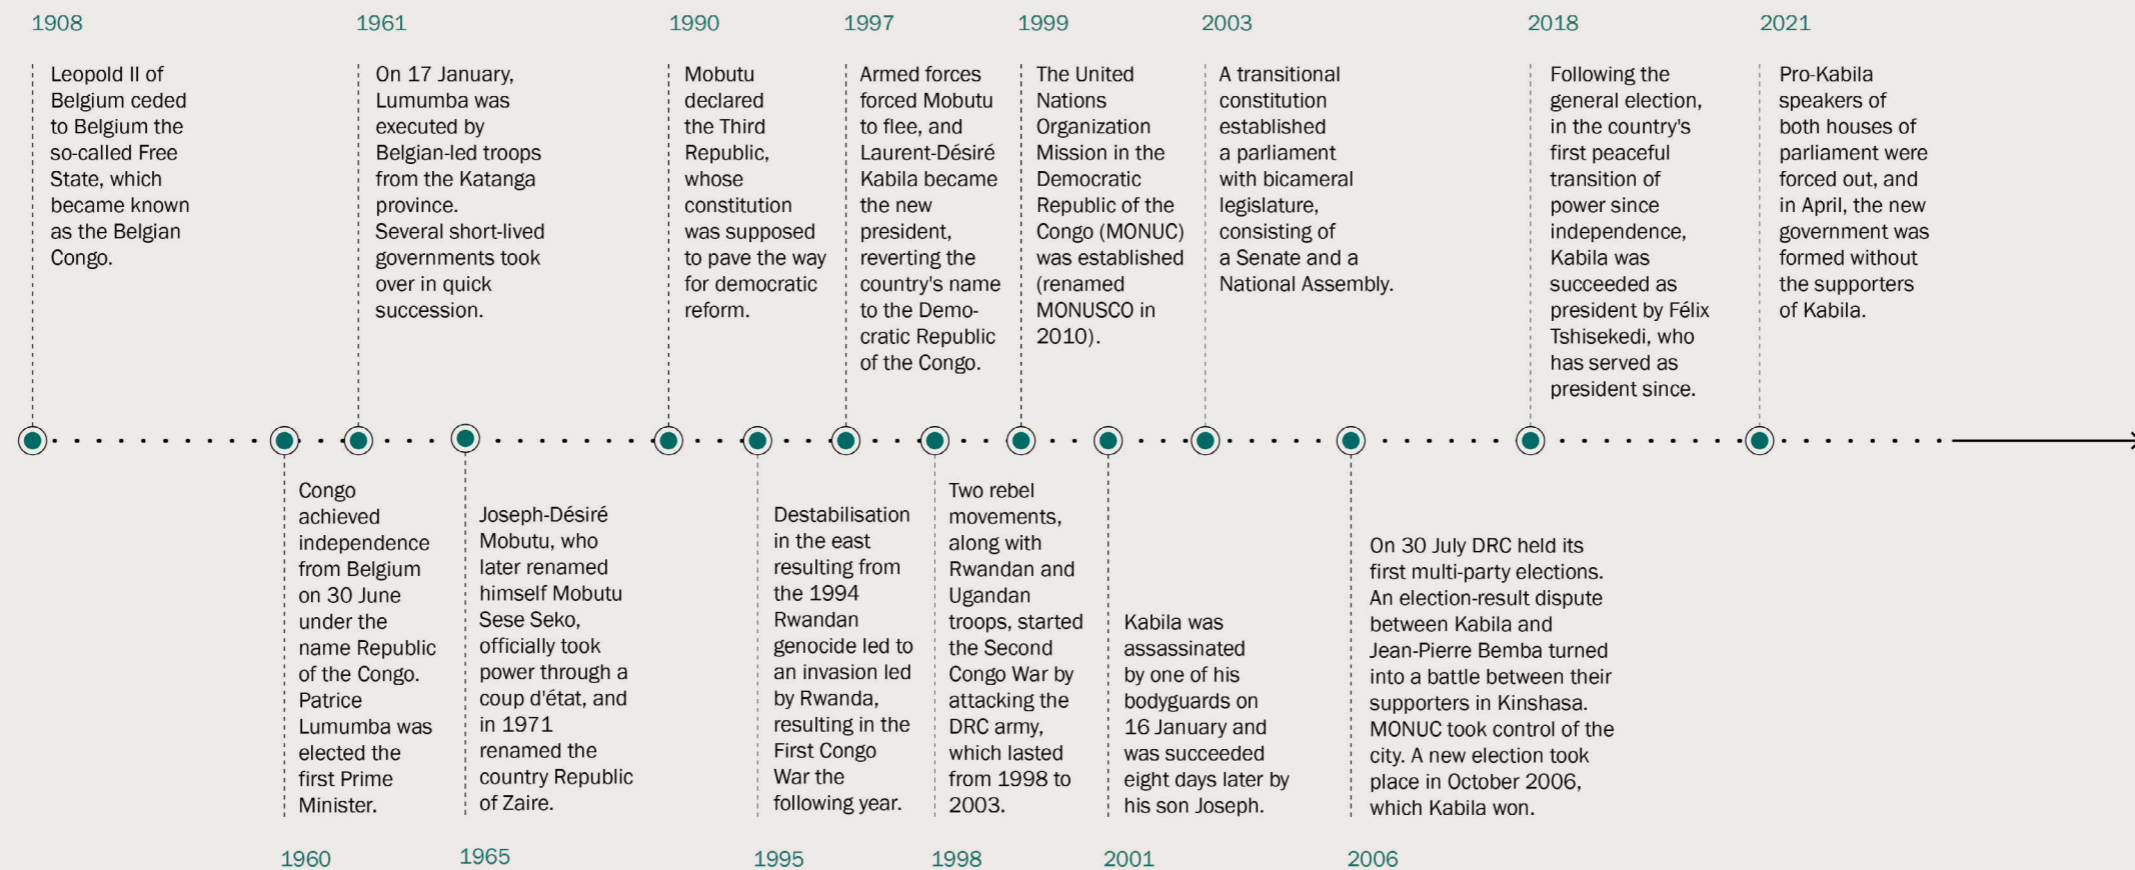 1908
Leopold II of
Belgium ceded
to Belgium the
so-called Free
State, which
became known
as the Belgian
Congo.
1961
On 17 January,
Lumumba was
executed by
Belgian-led troops
from the Katanga
province.
Several short-lived
governments took
over in quick
succession.
1990
Mobutu
declared
the Third
Republic,
whose
constitution
was supposed
to pave the way
for democratic
reform.
1997
Armed forces
forced Mobutu
to flee, and
Laurent-Désiré
Kabila became
the new
president,
reverting the
country's name
to the Demo-
cratic Republic
of the Congo.
1999
The United
Nations
Organization
Mission in the
Democratic
Republic of the
Congo (MONUC)
was established
(renamed
MONUSCO in
2010).
2003
A transitional
constitution
established
a parliament
with bicameral
legislature,
consisting of
a Senate and a
National Assembly.
2018
Following the
general election,
in the country's
first peaceful
transition of
power since
independence,
Kabila was
succeeded as
president by Félix
Tshisekedi, who
has served as
president since.
2021
Pro-Kabila
speakers of
both houses of
parliament were
forced out, and
in April, the new
government was
formed without
the supporters
of Kabila.
Congo
achieved
independence
from Belgium
on 30 June
under the
name Republic
of the Congo.
Patrice
Lumumba was
elected the
first Prime
Minister.
1960
Joseph-Désiré
Mobutu, who
later renamed
himself Mobutu
Sese Seko,
officially took
power through a
coup d'état, and
in 1971
renamed the
country Republic
of Zaire.
1965
Destabilisation
in the east
resulting from
the 1994
Rwandan
genocide led to
an invasion led
by Rwanda,
resulting in the
First Congo
War the
following year.
1995
Two rebel
movements,
along with
Rwandan and
Ugandan
troops, started
the Second
Congo War by
attacking the
DRC army,
which lasted
from 1998 to
2003.
1998
Kabila was
assassinated
by one of his
bodyguards on
16 January and
was succeeded
eight days later by
his son Joseph.
2001
On 30 July DRC held its
first multi-party elections.
An election-result dispute
between Kabila and
Jean-Pierre Bemba turned
into a battle between their
supporters in Kinshasa.
MONUC took control of the
city. A new election took
place in October 2006,
which Kabila won.
2006